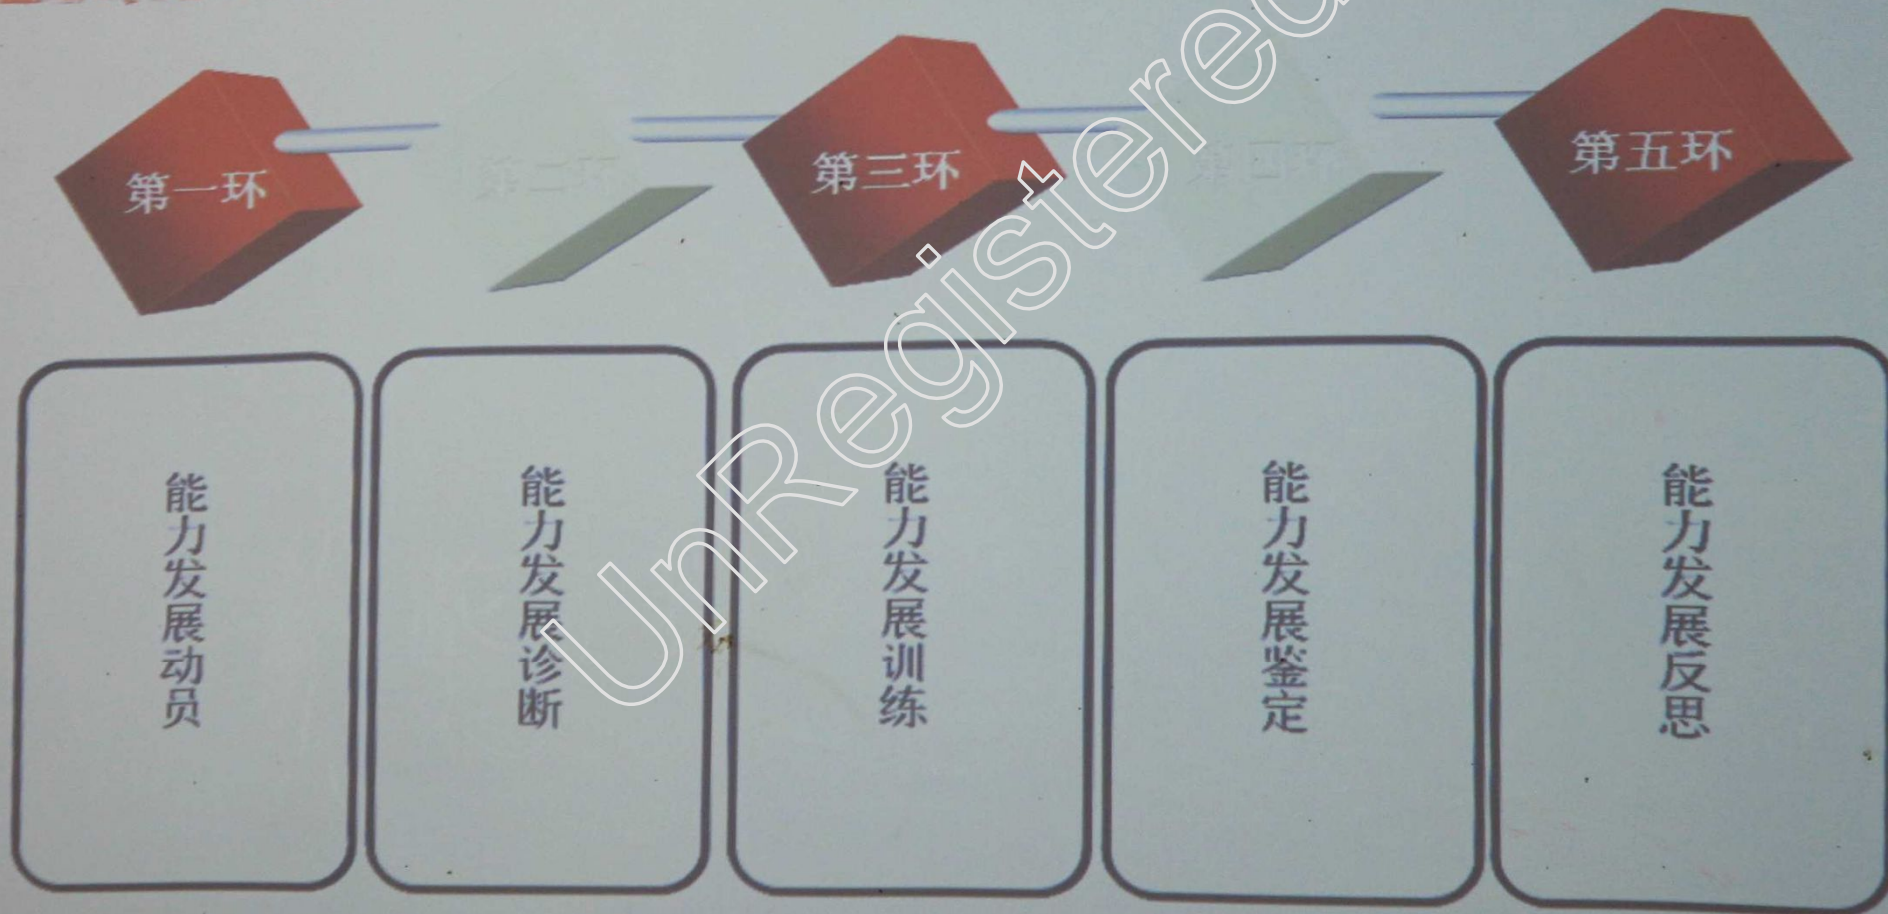 第一环
第三环
第五环
能力发展动员
能力发展诊断
能力发展训练
能力发展鉴定
能力发展反思
UnRegistered